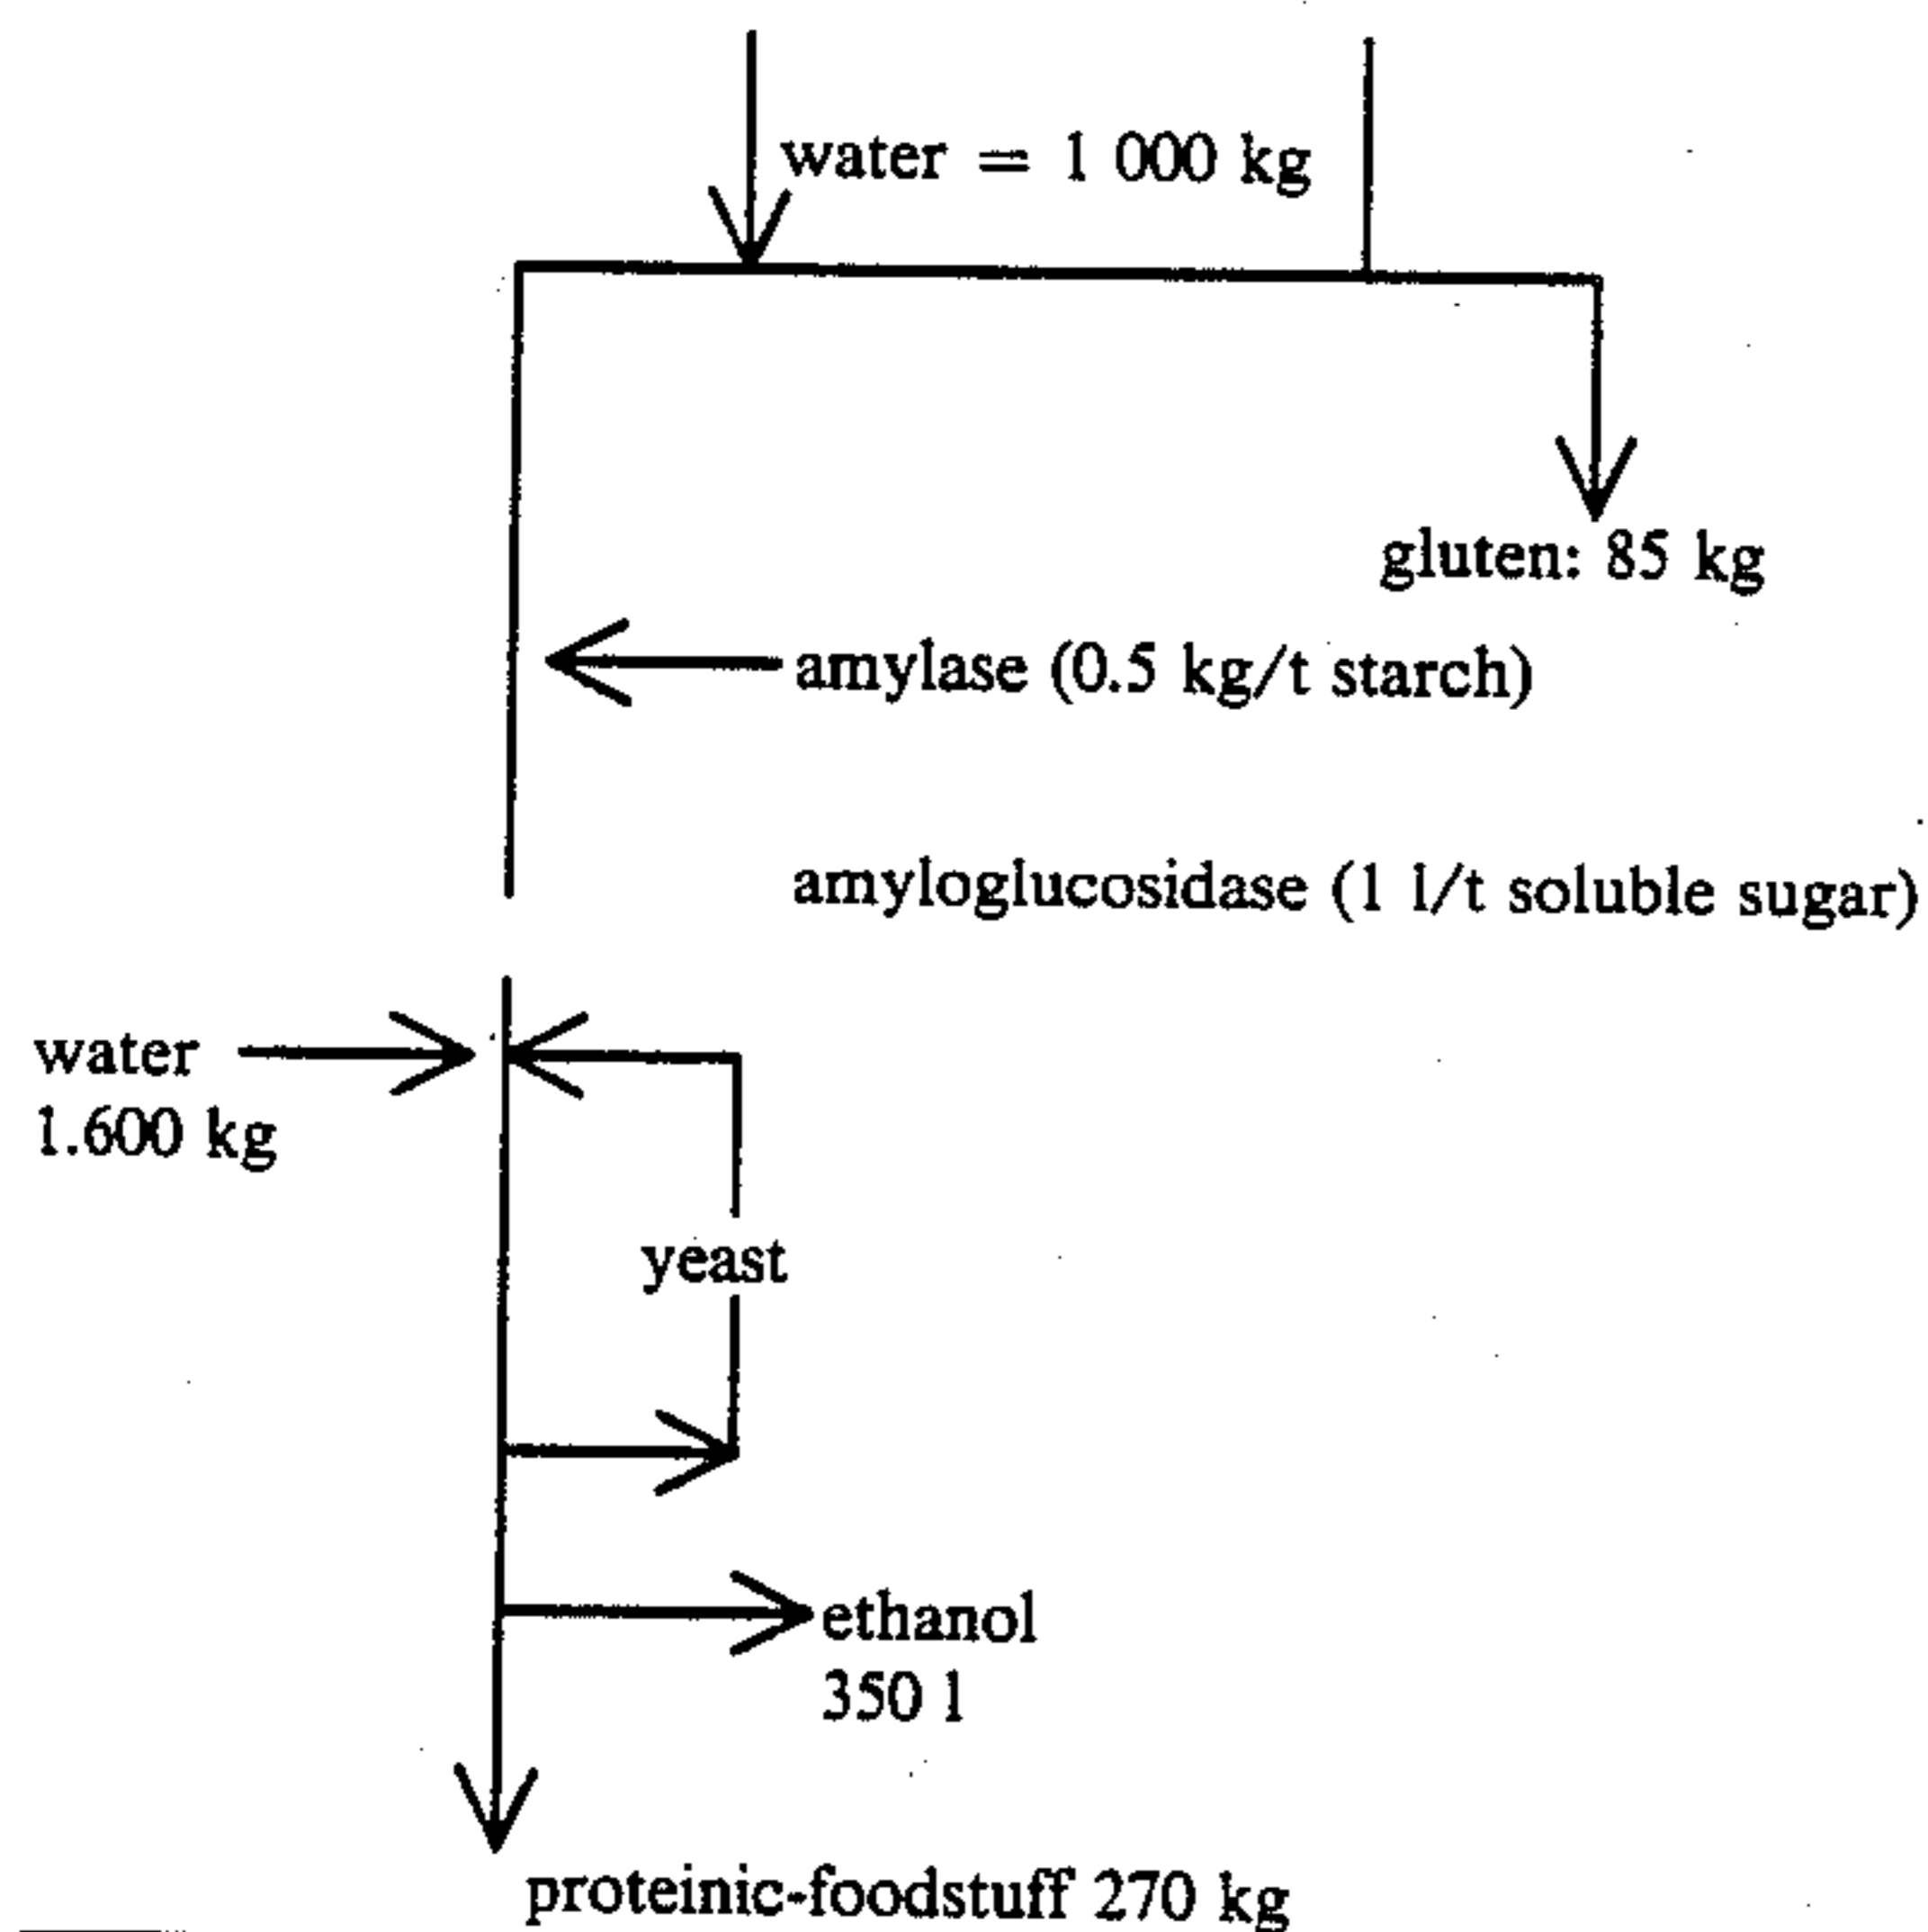 water = 1 000 kg
gluten: 85 kg
amylase (0.5 kg/t starch)
amyloglucosidase (1 l/t soluble sugar)
water
1.600 kg
yeast
ethanol
350 l
proteinic-foodstuff 270 kg